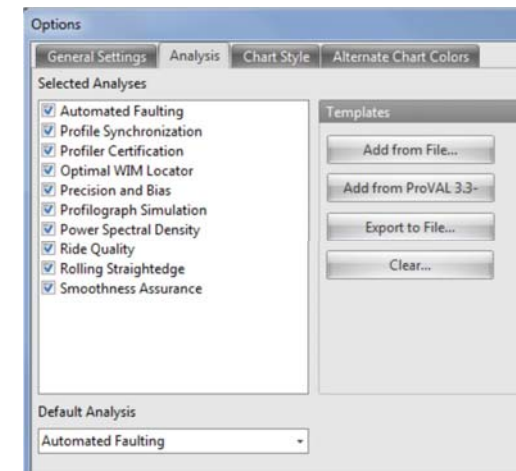 Options
General Settings Analysis Chart Style Alternate Chart Colors
Selected Analyses
Automated Faulting
Profile Synchronization
Profiler Certification
Optimal WIM Locator
Precision and Bias
Profilograph Simulation
Power Spectral Density
Ride Quality
Rolling Straightedge
Smoothness Assurance
Templates
Add from File...
Add from ProVAL 3.3-
Export to File...
Clear...
Default Analysis
Automated Faulting